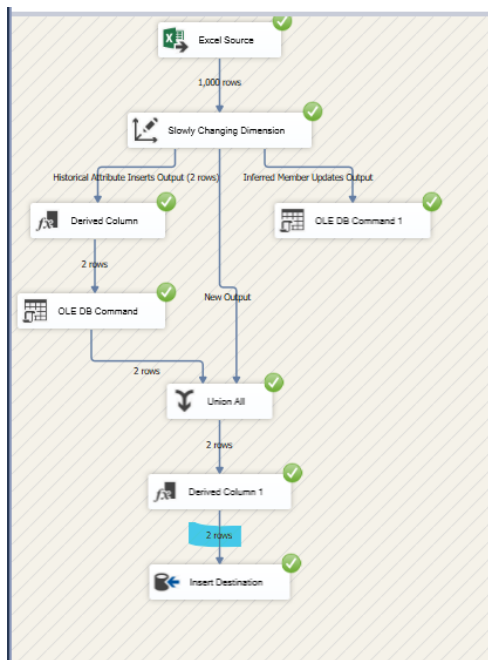 Excel Source
1,000 rows
Slowly Changing Dimension
Historical Attribute Inserts Output (2 rows)
Inferred Member Updates Output
Derived Column
OLE DB Command 1
2 rows
New Output
OLE DB Command
2 rows
Union All
2 rows
Derived Column 1
2 rows
Insert Destination